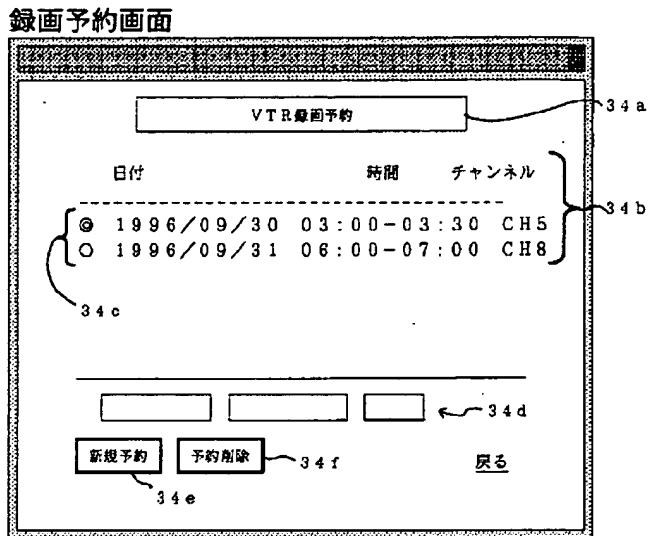 録画予約画面
VTR録画予約
34a
日付 時間 チャンネル
34b
◎ 1996/09/30 03:00-03:30 CH5
○ 1996/09/31 06:00-07:00 CH8
34c
34d
新規予約 予約削除 34f 戻る
34e